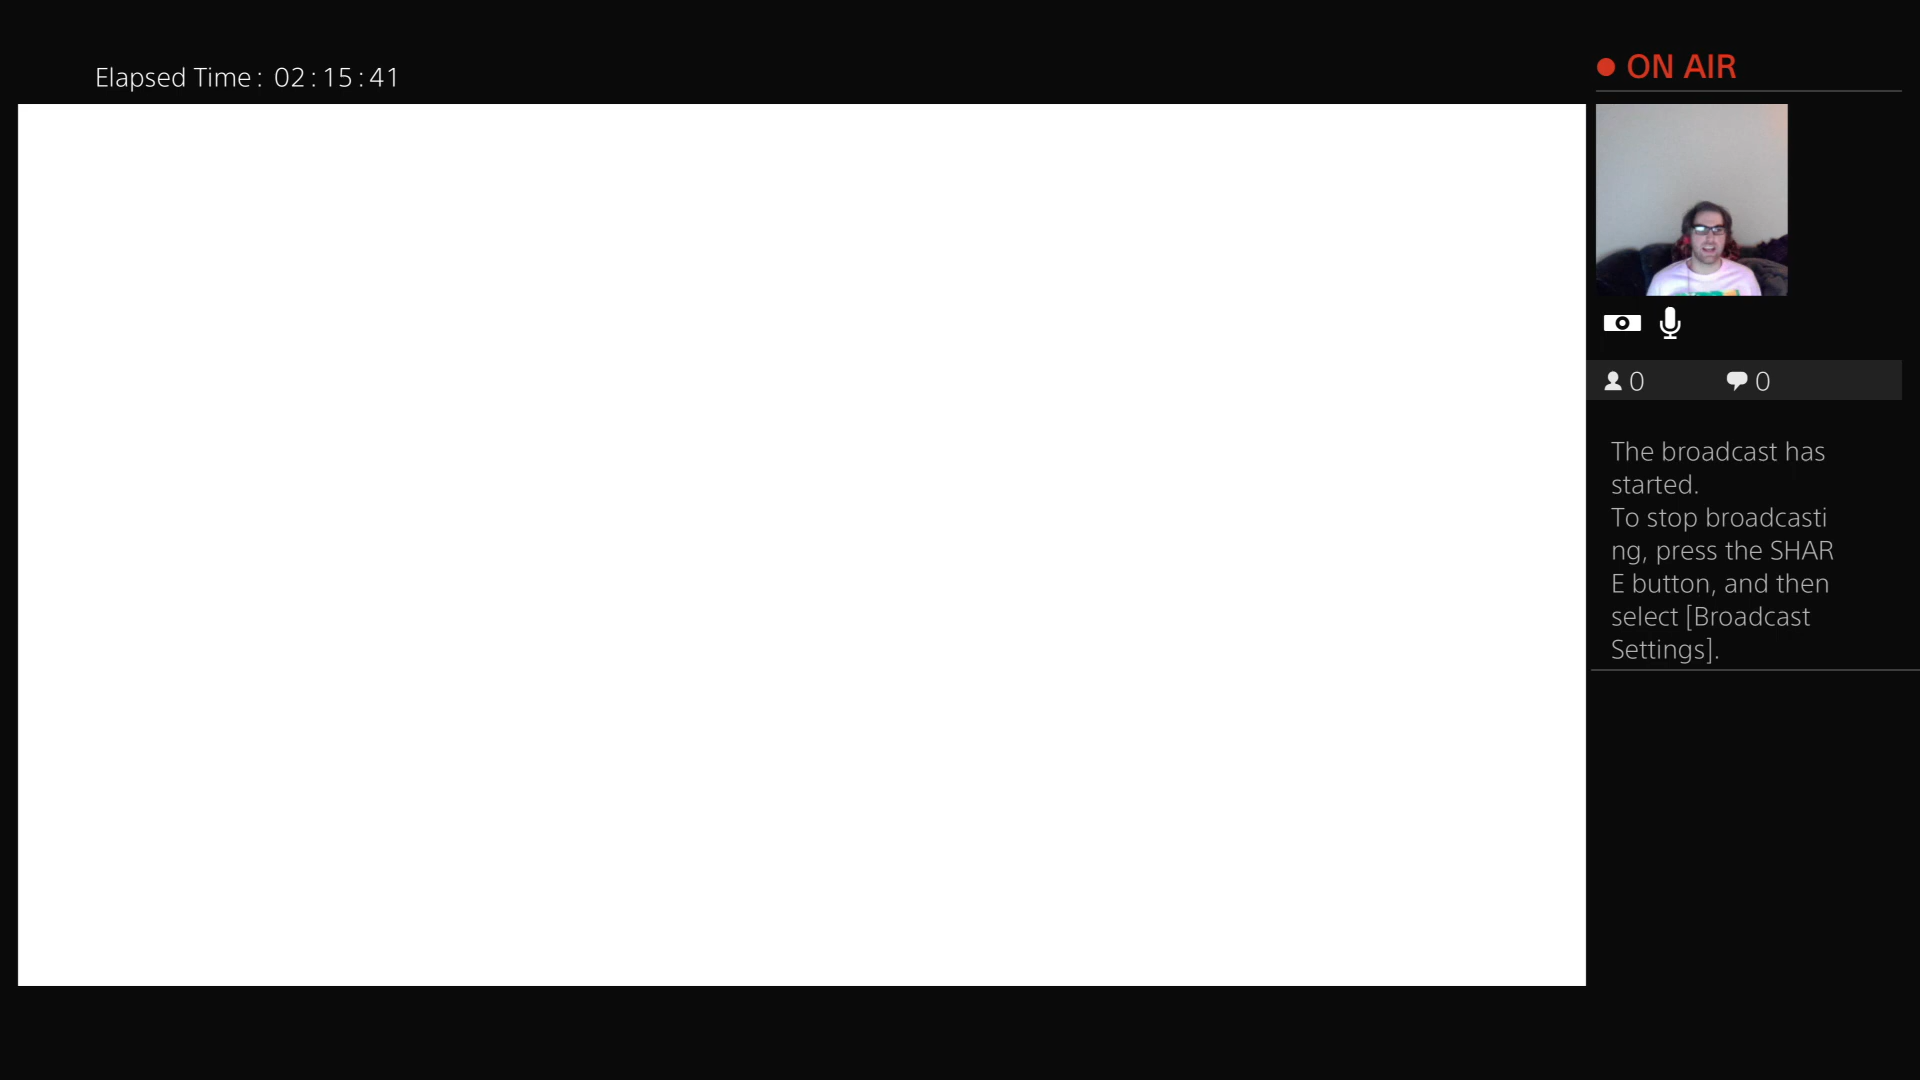 Elapsed Time: 02:15:41
ON AIR
0
0
The broadcast has
started.
To stop broadcasti
ng, press the SHAR
E button, and then
select [Broadcast
Settings].